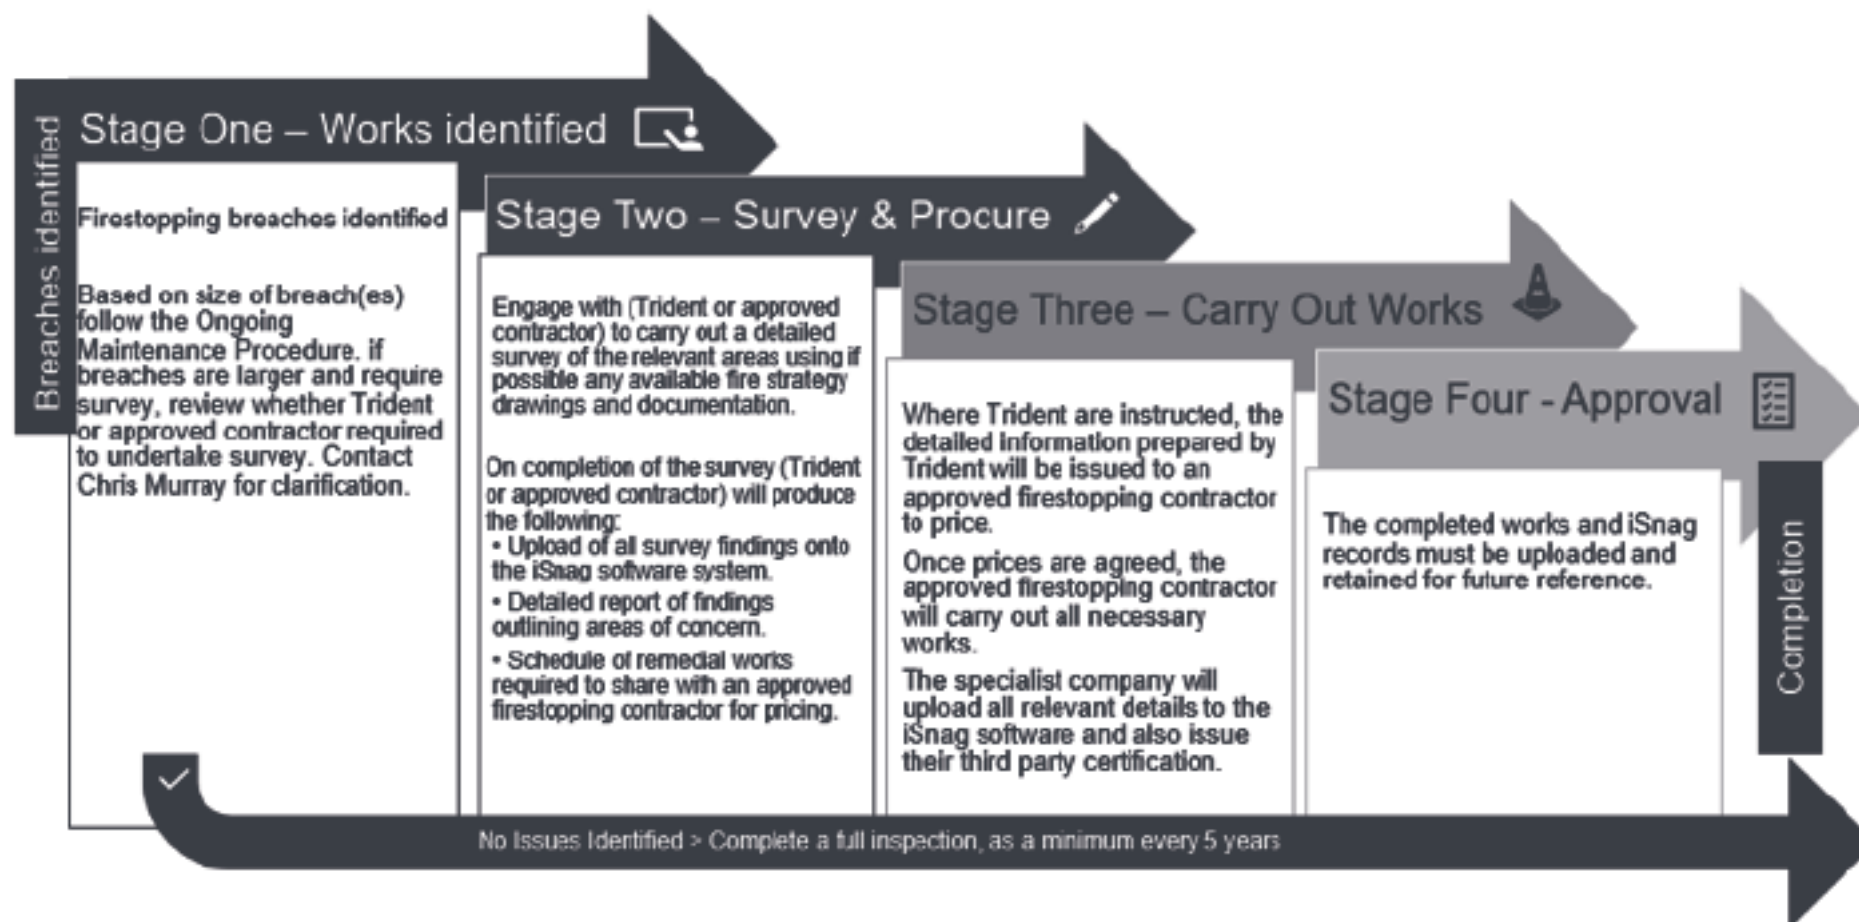 Breaches identified
Stage One – Works identified
Firestopping breaches identified
Based on size of breach(es)
follow the Ongoing
Maintenance Procedure. if
breaches are larger and require
survey, review whether Trident
or approved contractor required
to undertake survey. Contact
Chris Murray for clarification.
Stage Two – Survey & Procure
Engage with (Trident or approved
contractor) to carry out a detailed
survey of the relevant areas using if
possible any available fire strategy
drawings and documentation.
On completion of the survey (Trident
or approved contractor) will produce
the following:
• Upload of all survey findings onto
the iSnag software system.
• Detailed report of findings
outlining areas of concern.
• Schedule of remedial works
required to share with an approved
firestopping contractor for pricing.
Stage Three – Carry Out Works
Where Trident are instructed, the
detailed information prepared by
Trident will be issued to an
approved firestopping contractor
to price.
Once prices are agreed, the
approved firestopping contractor
will carry out all necessary
works.
The specialist company will
upload all relevant details to the
iSnag software and also issue
their third party certification.
Stage Four - Approval
The completed works and iSnag
records must be uploaded and
retained for future reference.
Completion
No Issues Identified > Complete a full inspection, as a minimum every 5 years